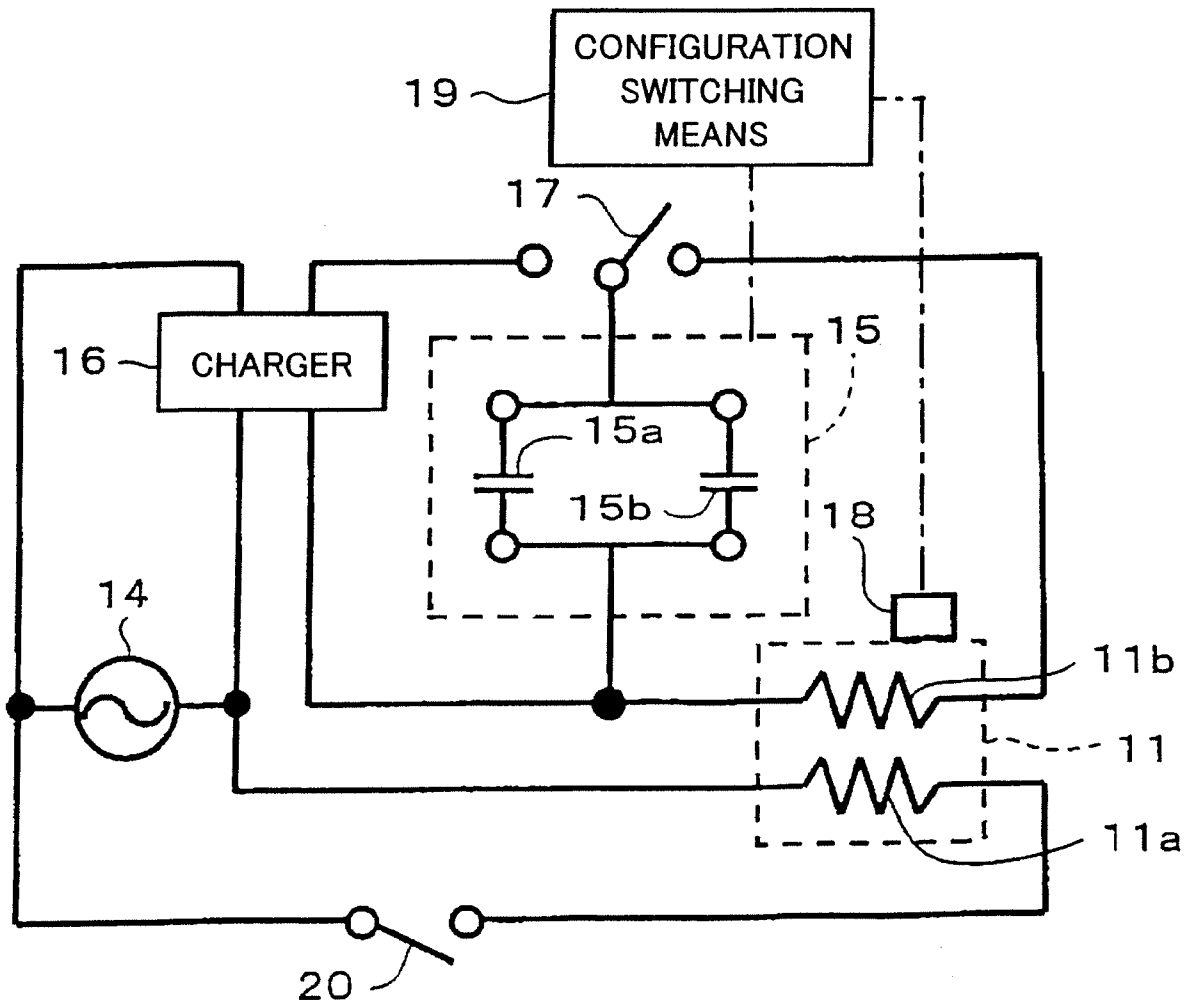 CONFIGURATION
SWITCHING
MEANS
19
17
15
16
CHARGER
15a
15b
18
14
11b
11
11a
20